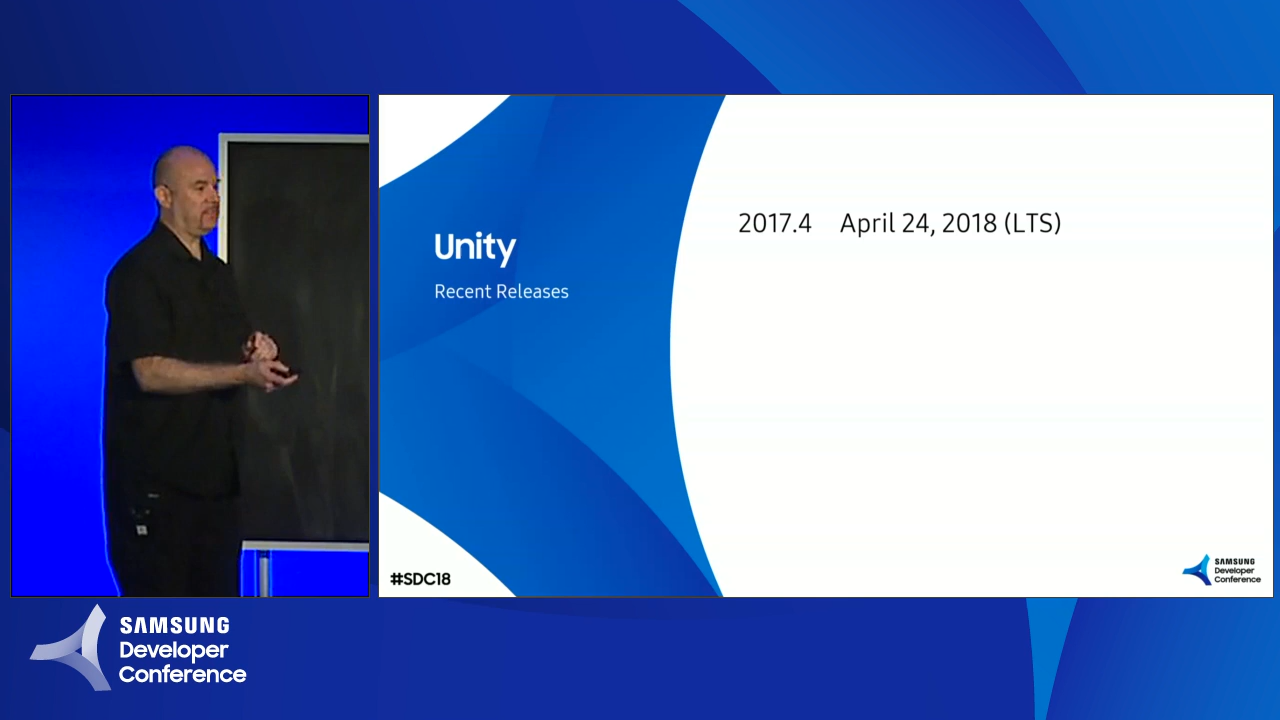 Unity
Recent Releases
2017.4 April 24, 2018 (LTS)
#SDC18
SAMSUNG
Developer
Conference
SAMSUNG
Developer
Conference